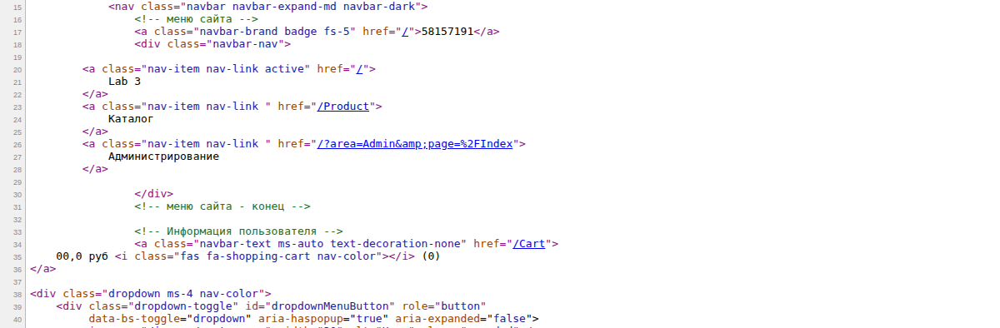 15 <nav class="navbar navbar-expand-md navbar-dark">
16 <!-- меню сайта -->
17 <a class="navbar-brand badge fs-5" href="/">58157191</a>
18 <div class="navbar-nav">
19
20 <a class="nav-item nav-link active" href="/">
21 Lab 3
22 </a>
23 <a class="nav-item nav-link " href="/Product">
24 Каталог
25 </a>
26 <a class="nav-item nav-link " href="/?area=Admin&amp;page=%2FIndex">
27 Администрирование
28 </a>
29
30 </div>
31 <!-- меню сайта - конец -->
32
33 <!-- Информация пользователя -->
34 <a class="navbar-text ms-auto text-decoration-none" href="/Cart">
35 00,0 руб <i class="fas fa-shopping-cart nav-color"></i> (0)
36 </a>
37
38 <div class="dropdown ms-4 nav-color">
39 <div class="dropdown-toggle" id="dropdownMenuButton" role="button"
40 data-bs-toggle="dropdown" aria-haspopup="true" aria-expanded="false">